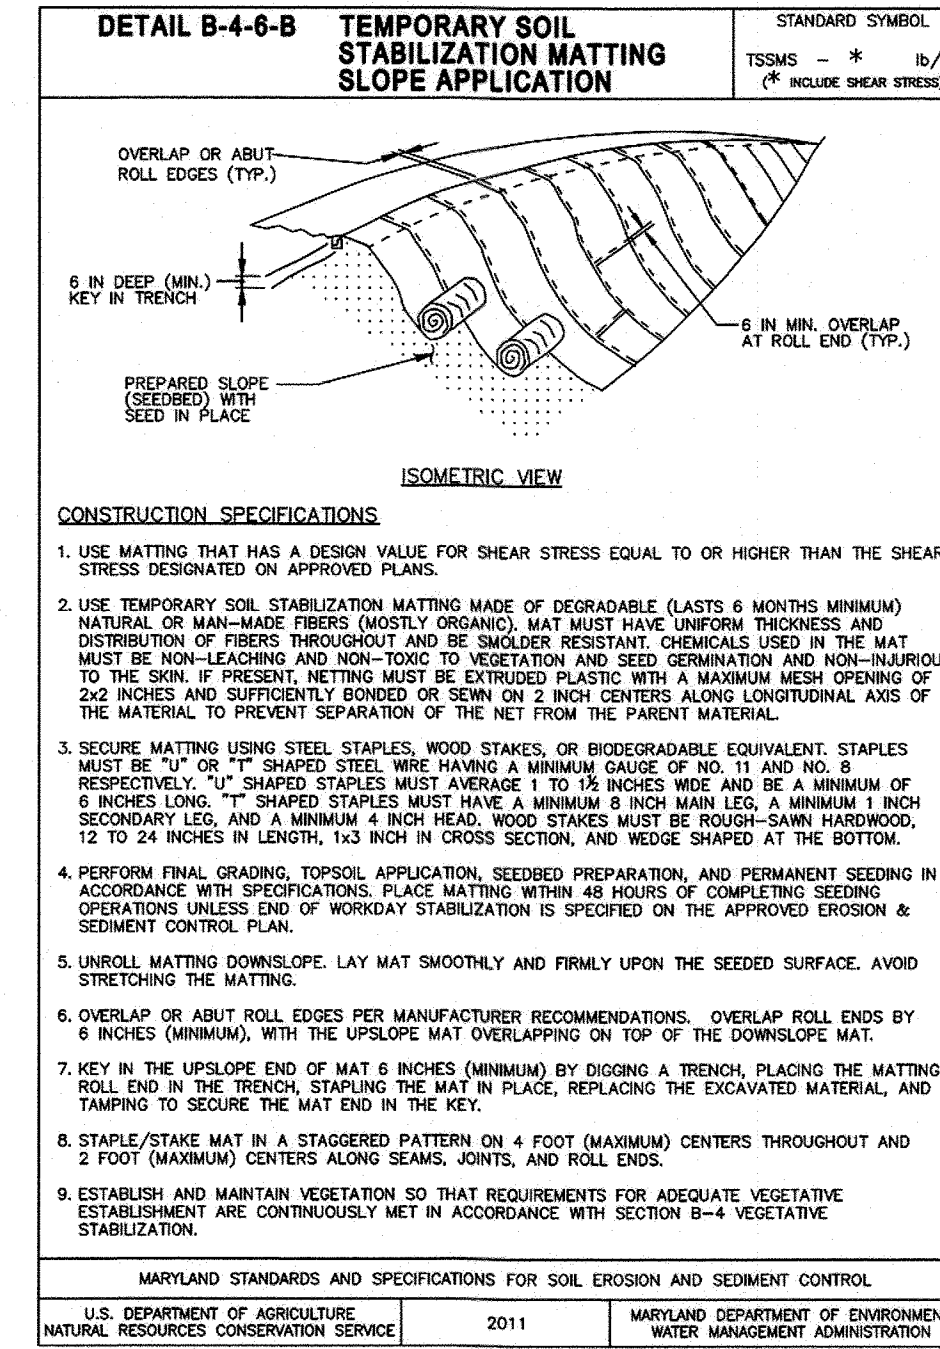 DETAIL B-4-6-B
TEMPORARY SOIL
STABILIZATION MATTING
SLOPE APPLICATION
STANDARD SYMBOL
TSSMS – * lb/
(* INCLUDE SHEAR STRESS)
OVERLAP OR ABUT
ROLL EDGES (TYP.)
6 IN DEEP (MIN.)
KEY IN TRENCH
6 IN MIN. OVERLAP
AT ROLL END (TYP.)
PREPARED SLOPE
(SEEDBED) WITH
SEED IN PLACE
ISOMETRIC VIEW
CONSTRUCTION SPECIFICATIONS
1. USE MATTING THAT HAS A DESIGN VALUE FOR SHEAR STRESS EQUAL TO OR HIGHER THAN THE SHEAR
STRESS DESIGNATED ON APPROVED PLANS.
2. USE TEMPORARY SOIL STABILIZATION MATTING MADE OF DEGRADABLE (LASTS 6 MONTHS MINIMUM)
NATURAL OR MAN–MADE FIBERS (MOSTLY ORGANIC). MAT MUST HAVE UNIFORM THICKNESS AND
DISTRIBUTION OF FIBERS THROUGHOUT AND BE SMOLDER RESISTANT. CHEMICALS USED IN THE MAT
MUST BE NON–LEACHING AND NON–TOXIC TO VEGETATION AND SEED GERMINATION AND NON–INJURIOU
TO THE SKIN. IF PRESENT, NETTING MUST BE EXTRUDED PLASTIC WITH A MAXIMUM MESH OPENING OF
2x2 INCHES AND SUFFICIENTLY BONDED OR SEWN ON 2 INCH CENTERS ALONG LONGITUDINAL AXIS OF
THE MATERIAL TO PREVENT SEPARATION OF THE NET FROM THE PARENT MATERIAL.
3. SECURE MATTING USING STEEL STAPLES, WOOD STAKES, OR BIODEGRADABLE EQUIVALENT. STAPLES
MUST BE "U" OR "T" SHAPED STEEL WIRE HAVING A MINIMUM GAUGE OF NO. 11 AND NO. 8
RESPECTIVELY. "U" SHAPED STAPLES MUST AVERAGE 1 TO 1½ INCHES WIDE AND BE A MINIMUM OF
6 INCHES LONG. "T" SHAPED STAPLES MUST HAVE A MINIMUM 8 INCH MAIN LEG, A MINIMUM 1 INCH
SECONDARY LEG, AND A MINIMUM 4 INCH HEAD. WOOD STAKES MUST BE ROUGH–SAWN HARDWOOD,
12 TO 24 INCHES IN LENGTH, 1x3 INCH IN CROSS SECTION, AND WEDGE SHAPED AT THE BOTTOM.
4. PERFORM FINAL GRADING, TOPSOIL APPLICATION, SEEDBED PREPARATION, AND PERMANENT SEEDING IN
ACCORDANCE WITH SPECIFICATIONS. PLACE MATTING WITHIN 48 HOURS OF COMPLETING SEEDING
OPERATIONS UNLESS END OF WORKDAY STABILIZATION IS SPECIFIED ON THE APPROVED EROSION &
SEDIMENT CONTROL PLAN.
5. UNROLL MATTING DOWNSLOPE. LAY MAT SMOOTHLY AND FIRMLY UPON THE SEEDED SURFACE. AVOID
STRETCHING THE MATTING.
6. OVERLAP OR ABUT ROLL EDGES PER MANUFACTURER RECOMMENDATIONS. OVERLAP ROLL ENDS BY
6 INCHES (MINIMUM), WITH THE UPSLOPE MAT OVERLAPPING ON TOP OF THE DOWNSLOPE MAT.
7. KEY IN THE UPSLOPE END OF MAT 6 INCHES (MINIMUM) BY DIGGING A TRENCH, PLACING THE MATTING
ROLL END IN THE TRENCH, STAPLING THE MAT IN PLACE, REPLACING THE EXCAVATED MATERIAL, AND
TAMPING TO SECURE THE MAT END IN THE KEY.
8. STAPLE/STAKE MAT IN A STAGGERED PATTERN ON 4 FOOT (MAXIMUM) CENTERS THROUGHOUT AND
2 FOOT (MAXIMUM) CENTERS ALONG SEAMS, JOINTS, AND ROLL ENDS.
9. ESTABLISH AND MAINTAIN VEGETATION SO THAT REQUIREMENTS FOR ADEQUATE VEGETATIVE
ESTABLISHMENT ARE CONTINUOUSLY MET IN ACCORDANCE WITH SECTION B–4 VEGETATIVE
STABILIZATION.
MARYLAND STANDARDS AND SPECIFICATIONS FOR SOIL EROSION AND SEDIMENT CONTROL
U.S. DEPARTMENT OF AGRICULTURE
NATURAL RESOURCES CONSERVATION SERVICE
2011
MARYLAND DEPARTMENT OF ENVIRONMEN
WATER MANAGEMENT ADMINISTRATION